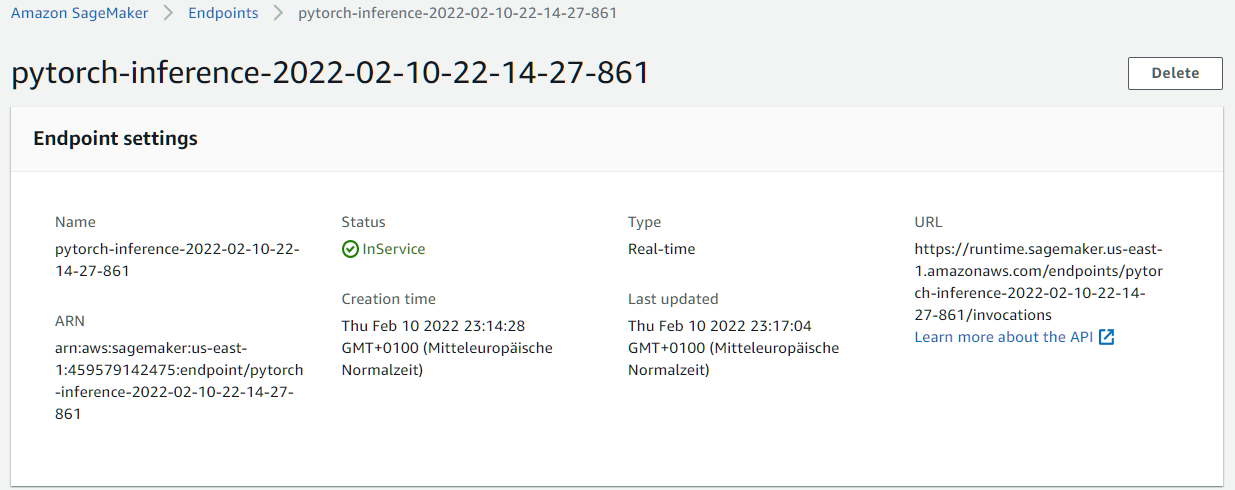 Amazon SageMaker > Endpoints > pytorch-inference-2022-02-10-22-14-27-861
pytorch-inference-2022-02-10-22-14-27-861
Delete
Endpoint settings
Name
pytorch-inference-2022-02-10-22-
14-27-861
ARN
arn:aws:sagemaker:us-east-
1:459579142475:endpoint/pytorch
-inference-2022-02-10-22-14-27-
861
Status
InService
Creation time
Thu Feb 10 2022 23:14:28
GMT+0100 (Mitteleuropäische
Normalzeit)
Type
Real-time
Last updated
Thu Feb 10 2022 23:17:04
GMT+0100 (Mitteleuropäische
Normalzeit)
URL
https://runtime.sagemaker.us-east-
1.amazonaws.com/endpoints/pytor
ch-inference-2022-02-10-22-14-
27-861/invocations
Learn more about the API